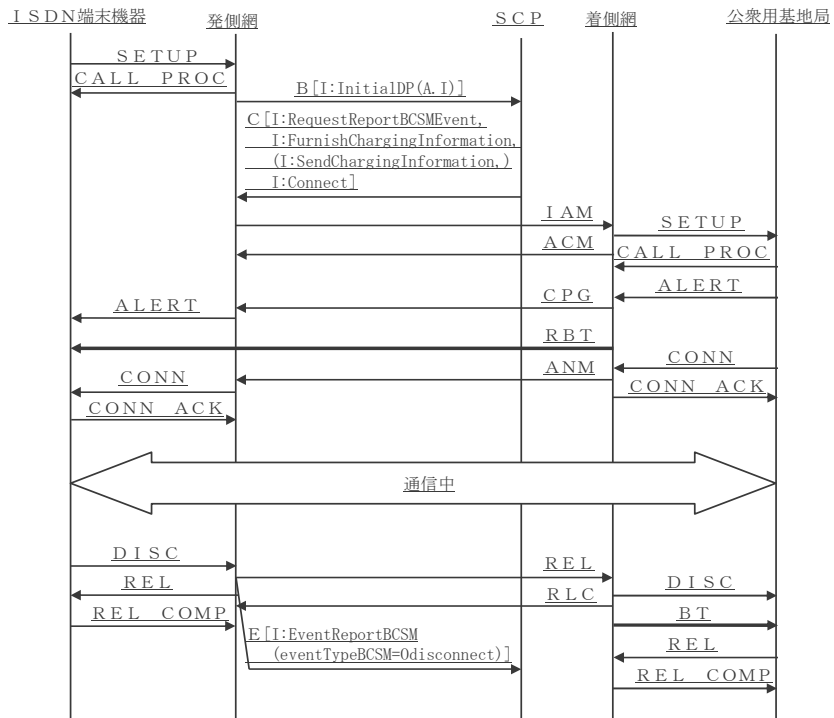 ＩＳＤＮ端末機器
発側網
ＳＣＰ
着側網
公衆用基地局
ＳＥＴＵＰ
ＣＡＬＬ　ＰＲＯＣ
Ｂ[I:InitialDP(A.I)]
Ｃ[I:RequestReportBCSMEvent,
I:FurnishChargingInformation,
(I:SendChargingInformation,)
I:Connect]
ＩＡＭ
ＳＥＴＵＰ
ＡＣＭ
ＣＡＬＬ　ＰＲＯＣ
ＡＬＥＲＴ
ＣＰＧ
ＡＬＥＲＴ
ＲＢＴ
ＣＯＮＮ
ＡＮＭ
ＣＯＮＮ
ＣＯＮＮ　ＡＣＫ
ＣＯＮＮ　ＡＣＫ
通信中
ＤＩＳＣ
ＲＥＬ
ＲＥＬ
ＤＩＳＣ
ＲＬＣ
ＲＥＬ　ＣＯＭＰ
ＢＴ
Ｅ[I:EventReportBCSM
(eventTypeBCSM=Odisconnect)]
ＲＥＬ
ＲＥＬ　ＣＯＭＰ